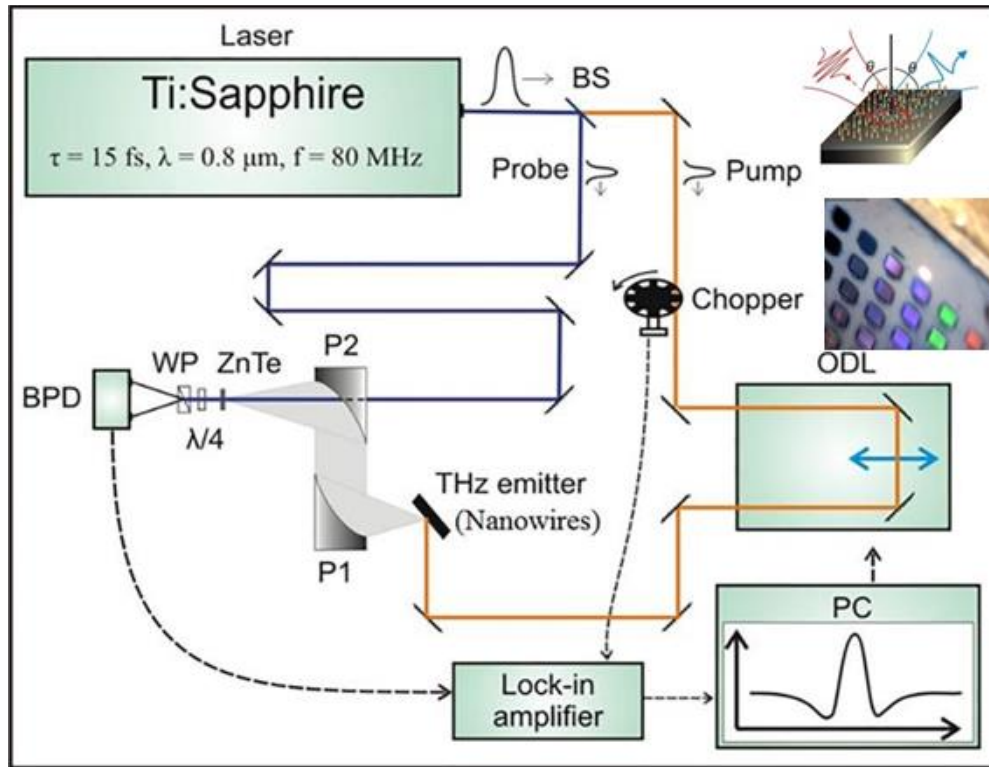 Laser
Ti:Sapphire
τ = 15 fs, λ = 0.8 μm, f = 80 MHz
BS
Probe
Pump
θ θ
Chopper
ODL
P2
WP ZnTe
BPD
λ/4
THz emitter
(Nanowires)
P1
PC
Lock-in
amplifier